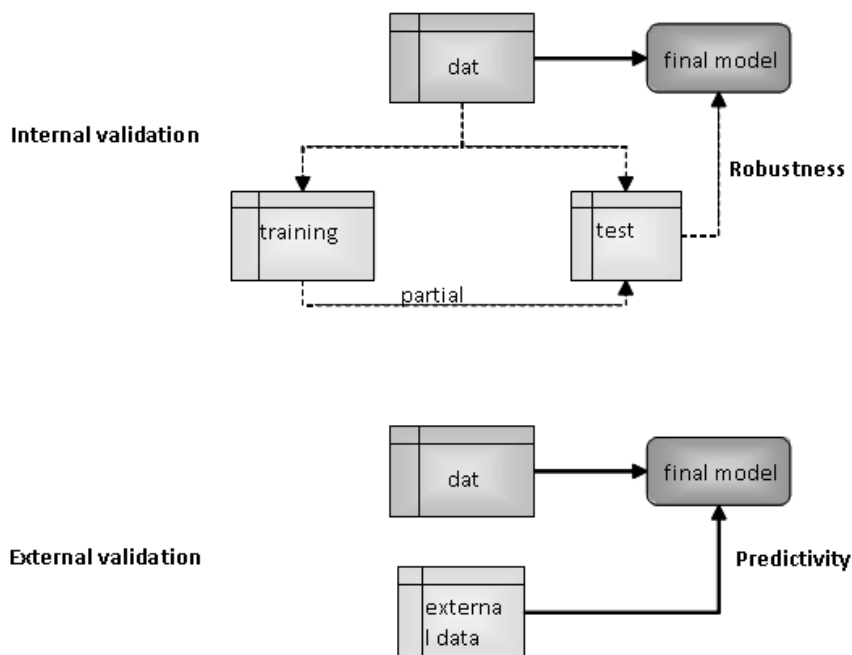 dat
final model
Internal validation
Robustness
training
test
partial
dat
final model
External validation
Predictivity
externa
l data